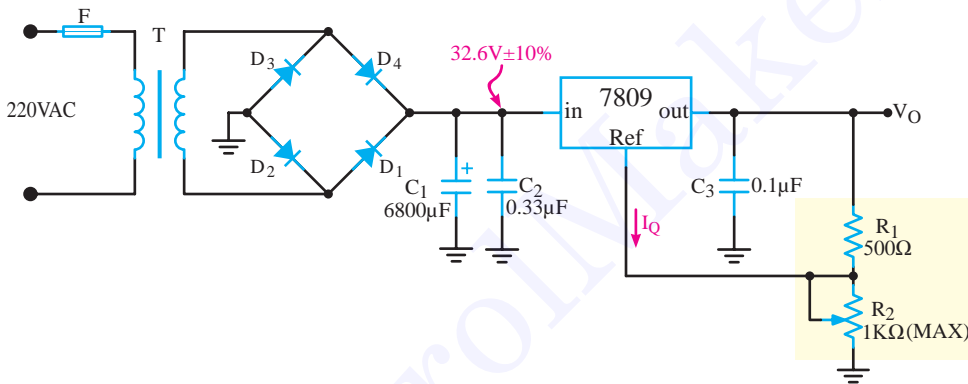 F
T
220VAC
D3
D4
D2
D1
32.6V±10%
C1
6800µF
C2
0.33µF
7809
in
out
Ref
IQ
C3
0.1µF
VO
R1
500Ω
R2
1KΩ(MAX)